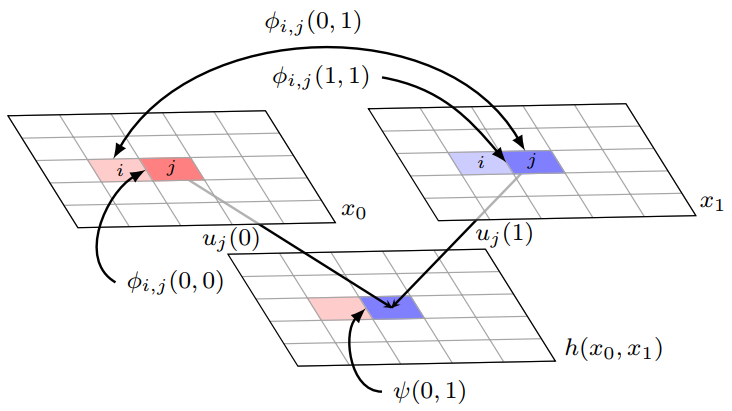 ϕ_{i,j}(0, 1)
ϕ_{i,j}(1, 1)
i j
i j
x_0
x_1
u_j(0)
u_j(1)
ϕ_{i,j}(0, 0)
h(x_0, x_1)
ψ(0, 1)